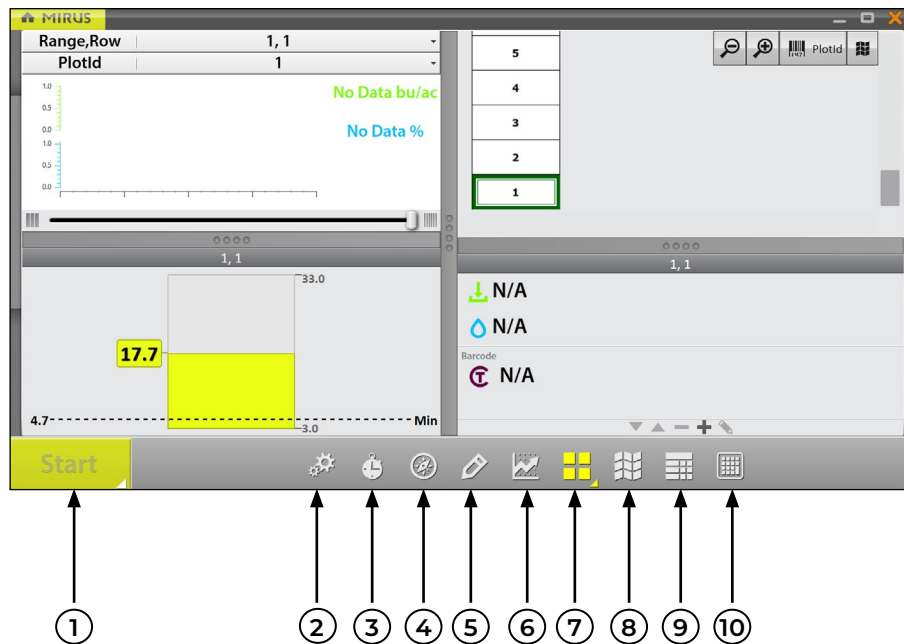 MIRUS
Range,Row 1, 1
PlotId 1
1.0
0.5
0.0
No Data bu/ac
1.0
0.5
0.0
No Data %
1, 1
33.0
17.7
4.7 Min
3.0
5
4
3
2
1
PlotId
1, 1
N/A
N/A
Barcode
N/A
Start
1 2 3 4 5 6 7 8 9 10